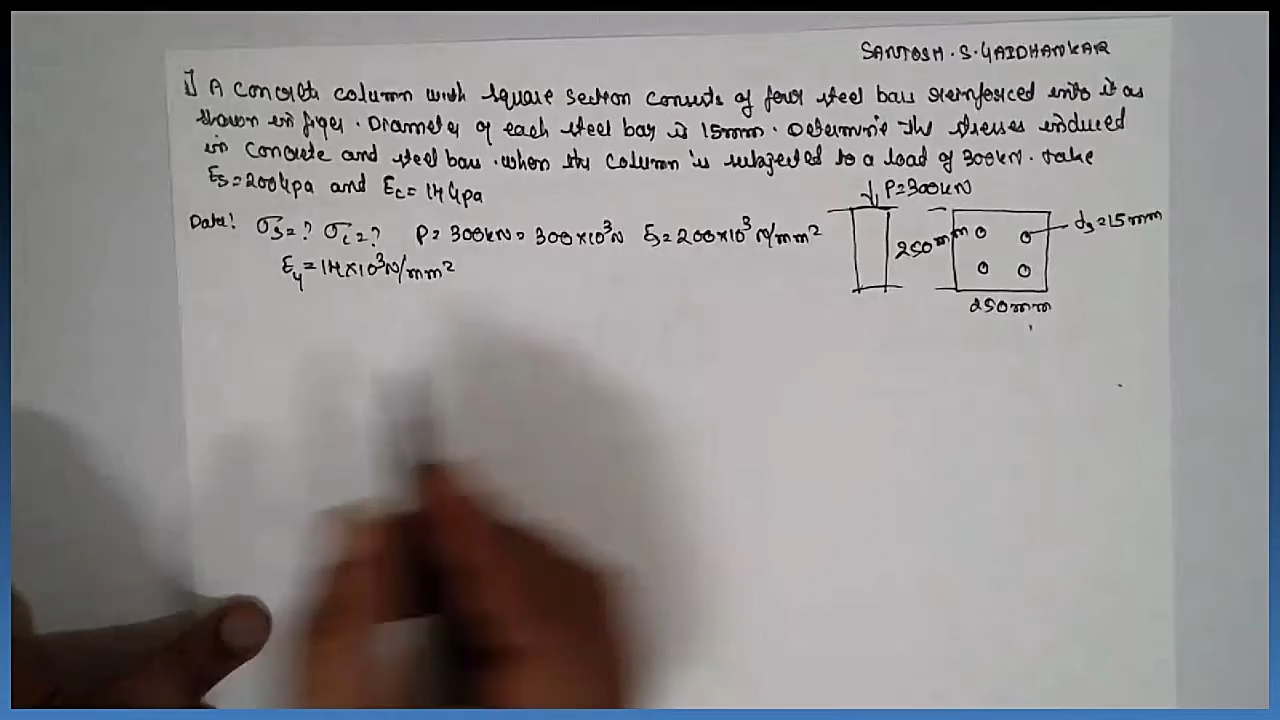 SANTOSH.S.GAIDHANKAR
1] A concrete column with square section consists of four steel bars reinforced into it as
shown in figer. Diameter of each steel bar is 15mm. Determine the stresses induced
in concrete and steel bars. when the column is subjected to a load of 300kN. take
Es=200Gpa and Ec=14Gpa
P=300kN
Data: σs=? σc=? P=300kN=300×10³N Es=200×10³N/mm²
E =14×10³N/mm²
250mm
ds=15mm
250mm